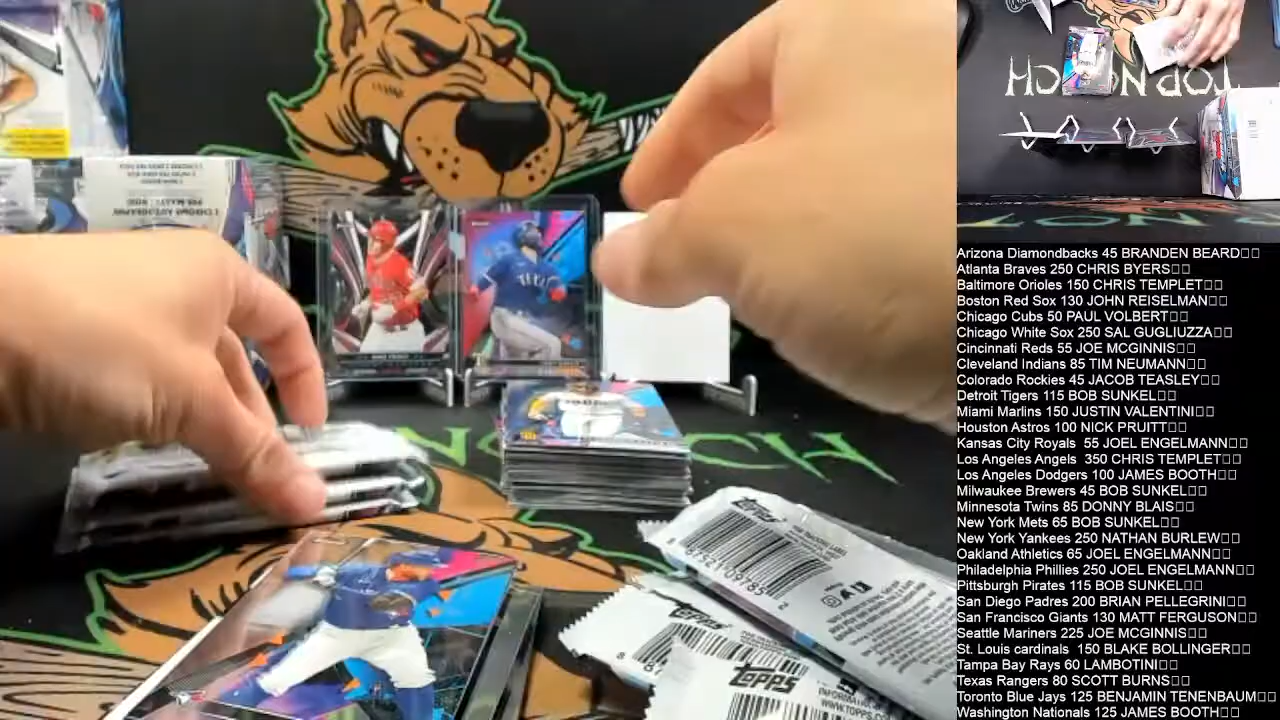 HO
TOP NOTCH
Arizona Diamondbacks 45 BRANDEN BEARD
Atlanta Braves 250 CHRIS BYERS
Baltimore Orioles 150 CHRIS TEMPLET
Boston Red Sox 130 JOHN REISELMAN
Chicago Cubs 50 PAUL VOLBERT
Chicago White Sox 250 SAL GUGLIUZZA
Cincinnati Reds 55 JOE MCGINNIS
Cleveland Indians 85 TIM NEUMANN
Colorado Rockies 45 JACOB TEASLEY
Detroit Tigers 115 BOB SUNKEL
Miami Marlins 150 JUSTIN VALENTINI
Houston Astros 100 NICK PRUITT
Kansas City Royals 55 JOEL ENGELMANN
Los Angeles Angels 350 CHRIS TEMPLET
Los Angeles Dodgers 100 JAMES BOOTH
Milwaukee Brewers 45 BOB SUNKEL
Minnesota Twins 85 DONNY BLAIS
New York Mets 65 BOB SUNKEL
New York Yankees 250 NATHAN BURLEW
Oakland Athletics 65 JOEL ENGELMANN
Philadelphia Phillies 250 JOEL ENGELMANN
Pittsburgh Pirates 115 BOB SUNKEL
San Diego Padres 200 BRIAN PELLEGRINI
San Francisco Giants 130 MATT FERGUSON
Seattle Mariners 225 JOE MCGINNIS
St. Louis cardinals 150 BLAKE BOLLINGER
Tampa Bay Rays 60 LAMBOTINI
Texas Rangers 80 SCOTT BURNS
Toronto Blue Jays 125 BENJAMIN TENENBAUM
Washington Nationals 125 JAMES BOOTH
TOPPS
TOPPS
TOPPS